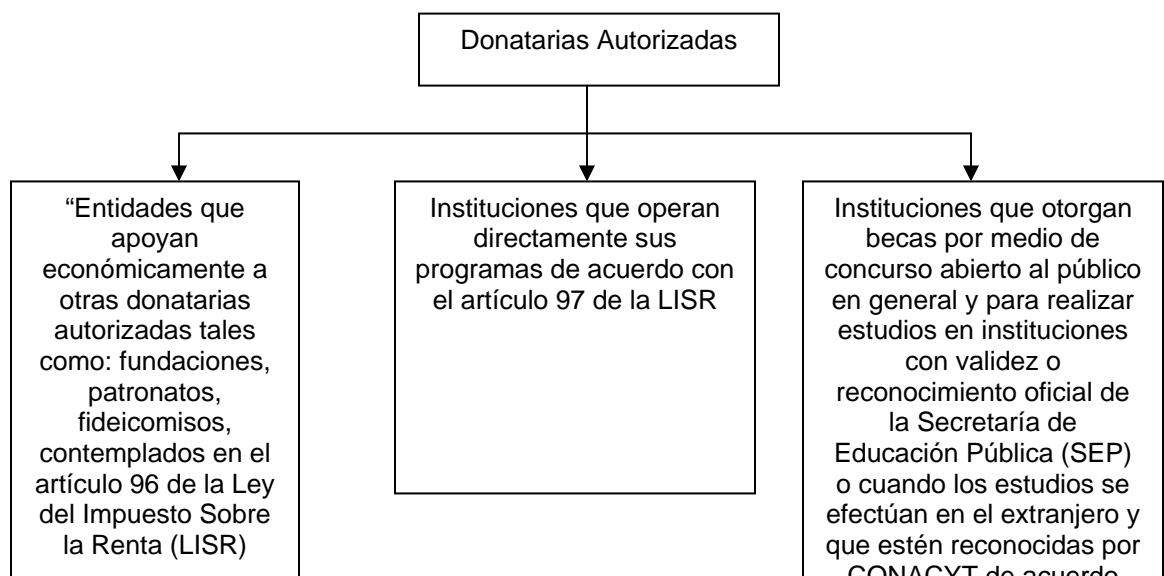 Donatarias Autorizadas
“Entidades que
apoyan
económicamente a
otras donatarias
autorizadas tales
como: fundaciones,
patronatos,
fideicomisos,
contemplados en el
artículo 96 de la Ley
del Impuesto Sobre
la Renta (LISR)
Instituciones que operan
directamente sus
programas de acuerdo con
el artículo 97 de la LISR
Instituciones que otorgan
becas por medio de
concurso abierto al público
en general y para realizar
estudios en instituciones
con validez o
reconocimiento oficial de
la Secretaría de
Educación Pública (SEP)
o cuando los estudios se
efectúan en el extranjero y
que estén reconocidas por
CONACYT de acuerdo